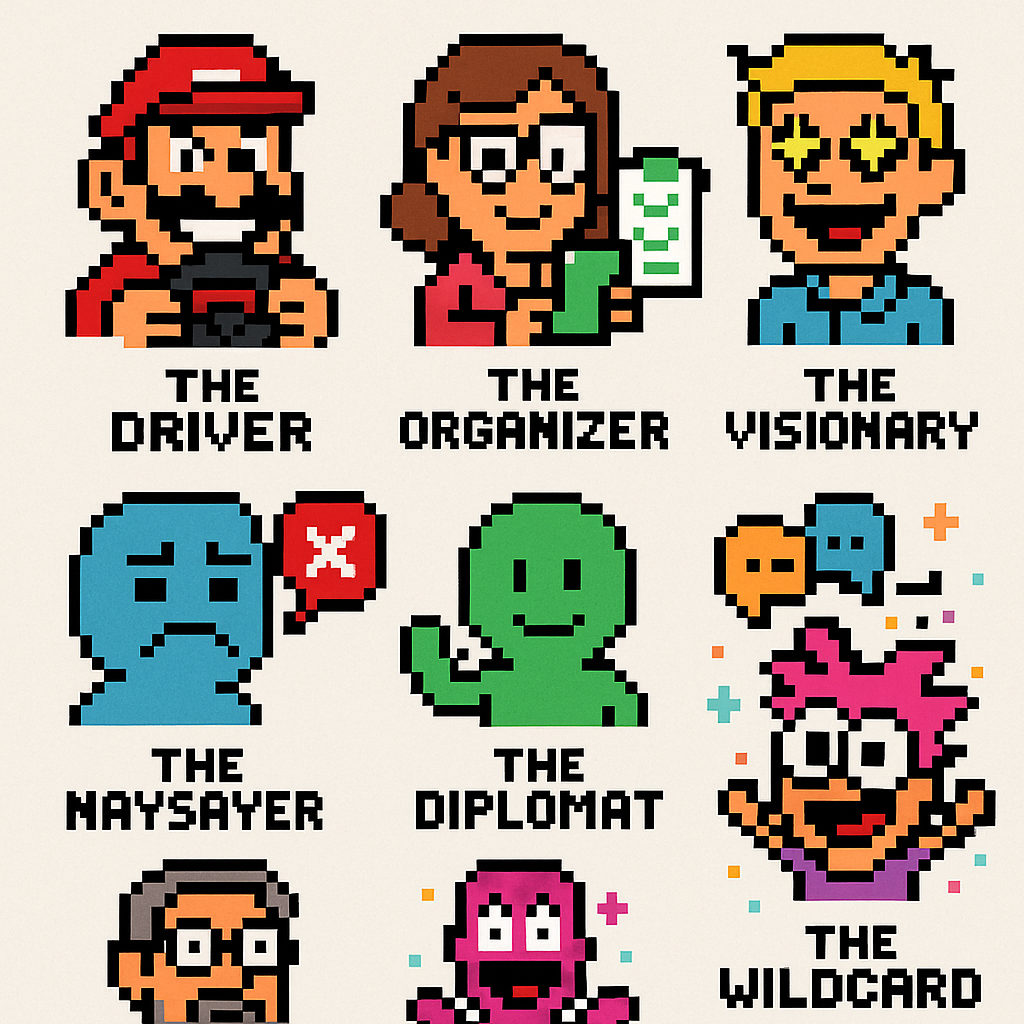 THE
DRIVER
THE
ORGANIZER
THE
VISIONARY
THE
NAYSAYER
THE
DIPLOMAT
THE
WILDCARD